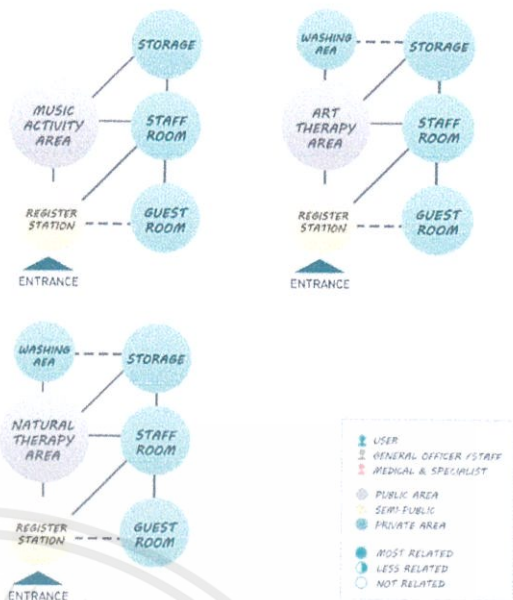 STORAGE
MUSIC
ACTIVITY
AREA
STAFF
ROOM
REGISTER
STATION
GUEST
ROOM
ENTRANCE
WASHING
AEA
STORAGE
ART
THERAPY
AREA
STAFF
ROOM
REGISTER
STATION
GUEST
ROOM
ENTRANCE
WASHING
AEA
STORAGE
NATURAL
THERAPY
AREA
STAFF
ROOM
REGISTER
STATION
GUEST
ROOM
ENTRANCE
USER
GENERAL OFFICER /STAFF
MEDICAL & SPECIALIST
PUBLIC AREA
SEMI-PUBLIC
PRIVATE AREA
MOST RELATED
LESS RELATED
NOT RELATED